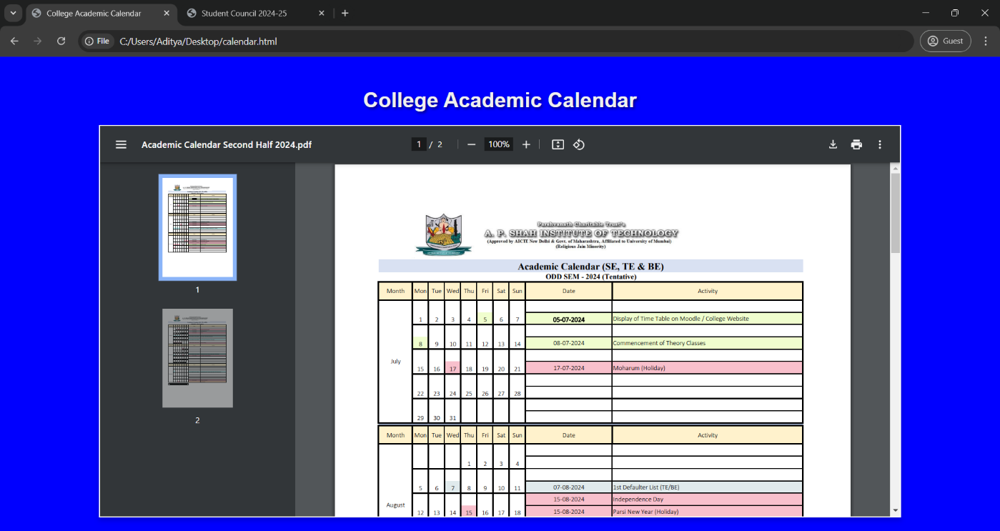 College Academic Calendar
Student Council 2024-25
File C:/Users/Aditya/Desktop/calendar.html
Guest
College Academic Calendar
Academic Calendar Second Half 2024.pdf
1 / 2
100%
1
2
Parshvanath Charitable Trust's
A. P. SHAH INSTITUTE OF TECHNOLOGY
(Approved by AICTE New Delhi & Govt. of Maharashtra, Affiliated to University of Mumbai)
(Religious Jain Minority)
Academic Calendar (SE, TE & BE)
ODD SEM - 2024 (Tentative)
Month Mon Tue Wed Thu Fri Sat Sun Date Activity
1 2 3 4 5 6 7 05-07-2024 Display of Time Table on Moodle / College Website
8 9 10 11 12 13 14 08-07-2024 Commencement of Theory Classes
July
15 16 17 18 19 20 21 17-07-2024 Moharum (Holiday)
22 23 24 25 26 27 28
29 30 31
Month Mon Tue Wed Thu Fri Sat Sun Date Activity
1 2 3 4
5 6 7 8 9 10 11 07-08-2024 1st Defaulter List (TE/BE)
15-08-2024 Independence Day
August
12 13 14 15 16 17 18 15-08-2024 Parsi New Year (Holiday)